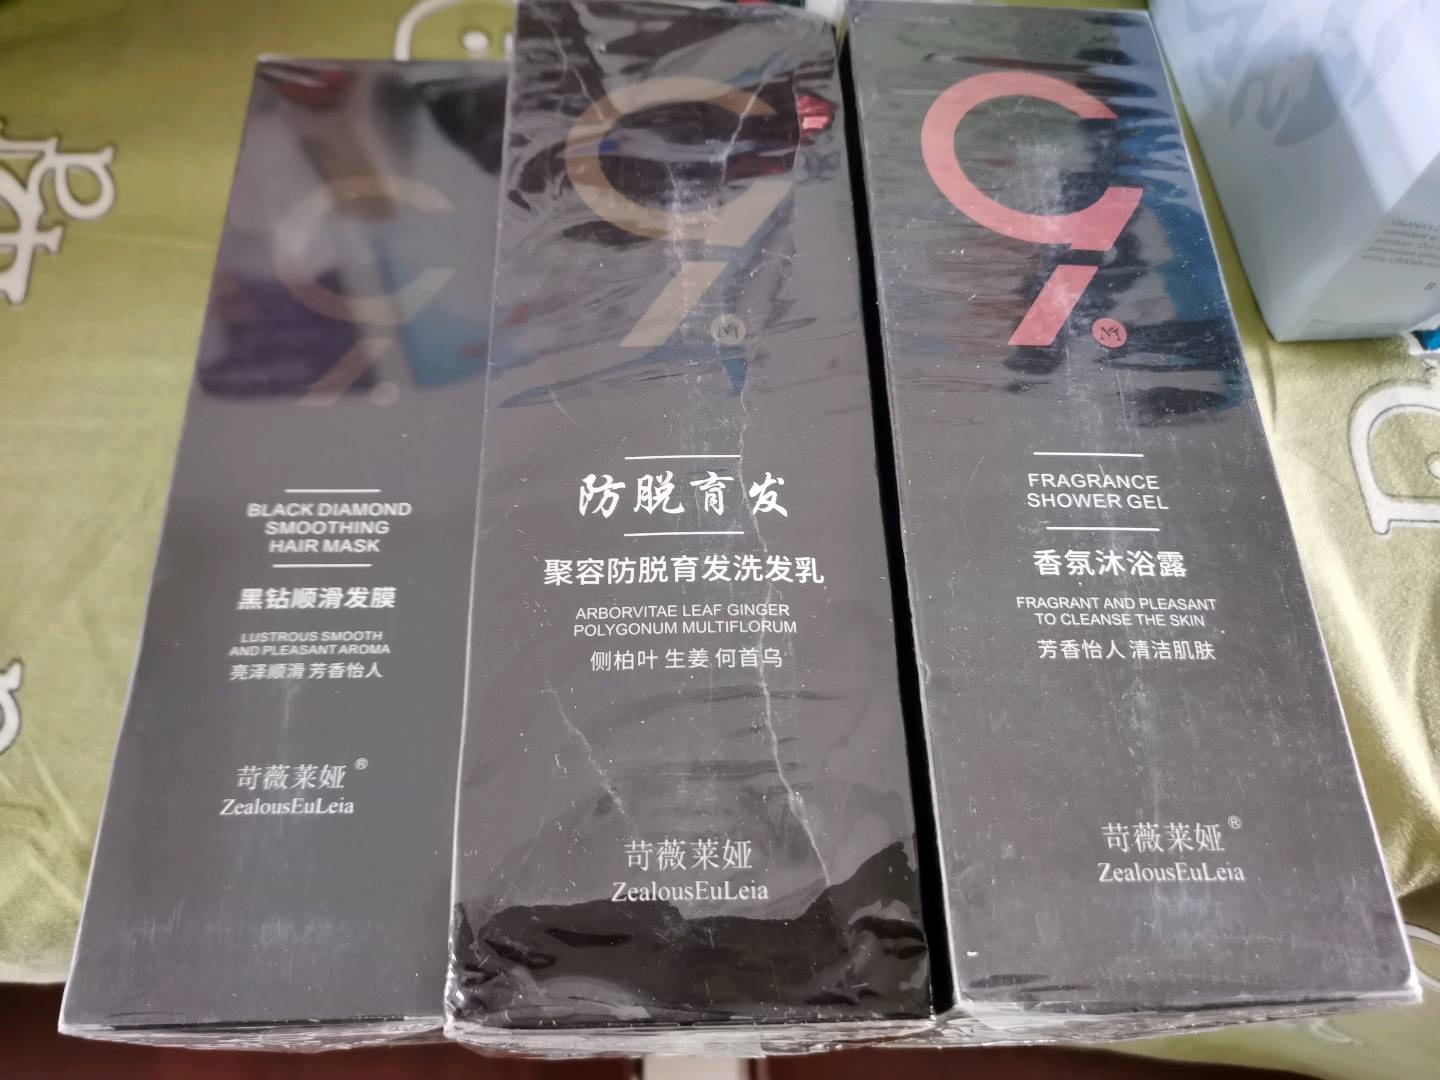 BLACK DIAMOND
SMOOTHING
HAIR MASK
黑钻顺滑发膜
LUSTROUS SMOOTH
AND PLEASANT AROMA
亮泽顺滑 芳香怡人
苛薇莱娅®
ZealousEuLeia
防脱育发
聚容防脱育发洗发乳
ARBORVITAE LEAF GINGER
POLYGONUM MULTIFLORUM
侧柏叶 生姜 何首乌
苛薇莱娅
ZealousEuLeia
FRAGRANCE
SHOWER GEL
香氛沐浴露
FRAGRANT AND PLEASANT
TO CLEANSE THE SKIN
芳香怡人 清洁肌肤
苛薇莱娅®
ZealousEuLeia